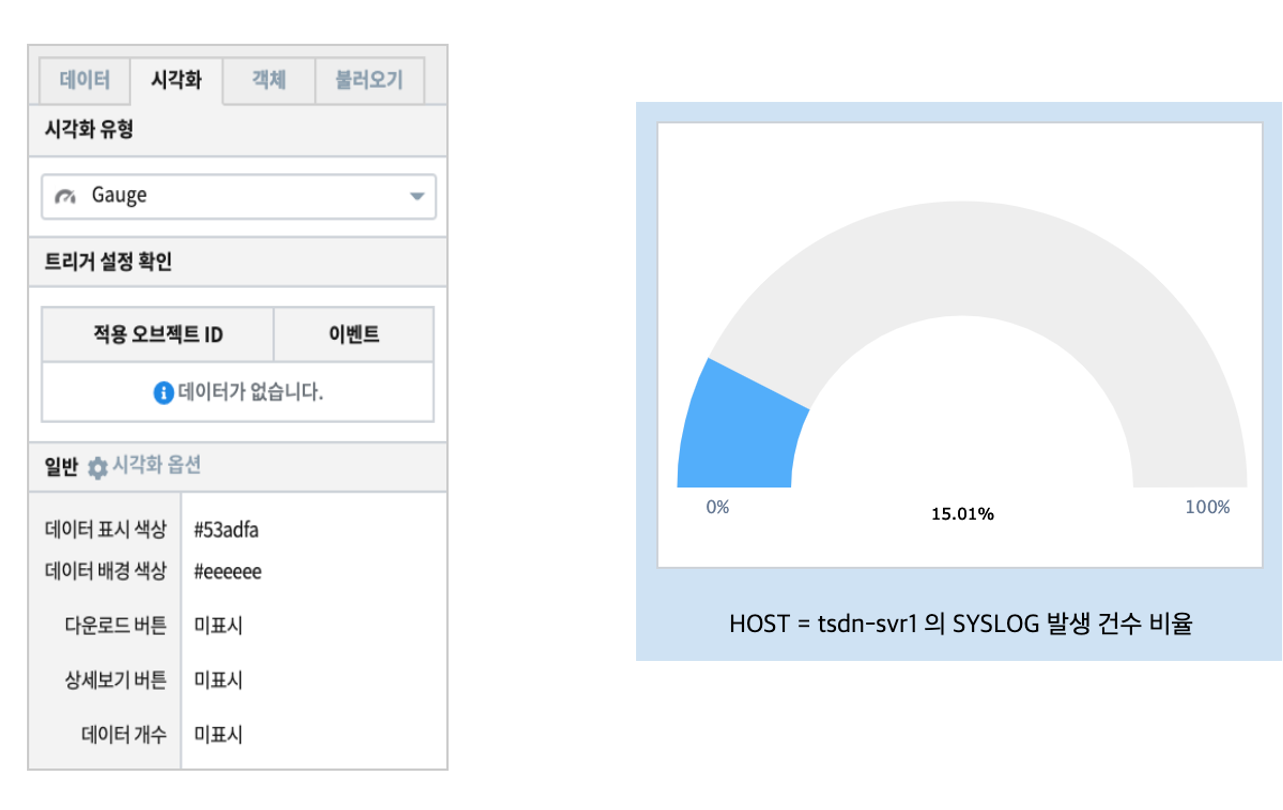 데이터 시각화 객체 불러오기
시각화 유형
Gauge
트리거 설정 확인
적용 오브젝트 ID 이벤트
데이터가 없습니다.
일반 시각화 옵션
데이터 표시 색상 #53adfa
데이터 배경 색상 #eeeeee
다운로드 버튼 미표시
상세보기 버튼 미표시
데이터 개수 미표시
0% 15.01% 100%
HOST = tsdn-svr1 의 SYSLOG 발생 건수 비율